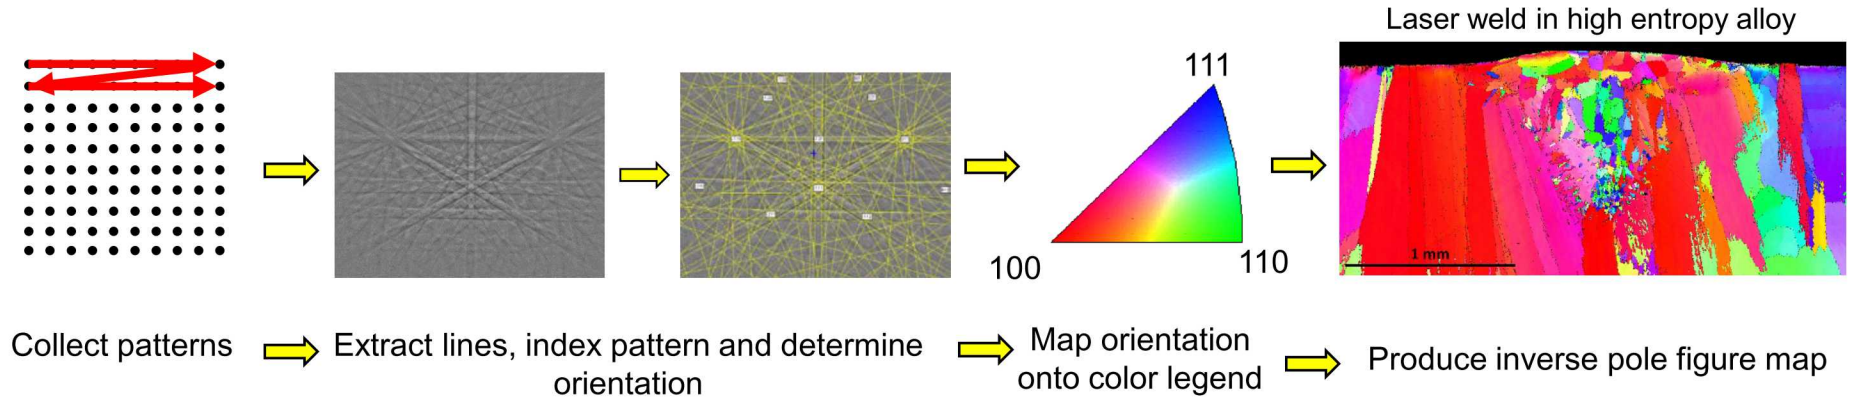 Laser weld in high entropy alloy
111
100
110
1 mm
Collect patterns
Extract lines, index pattern and determine
orientation
Map orientation
onto color legend
Produce inverse pole figure map